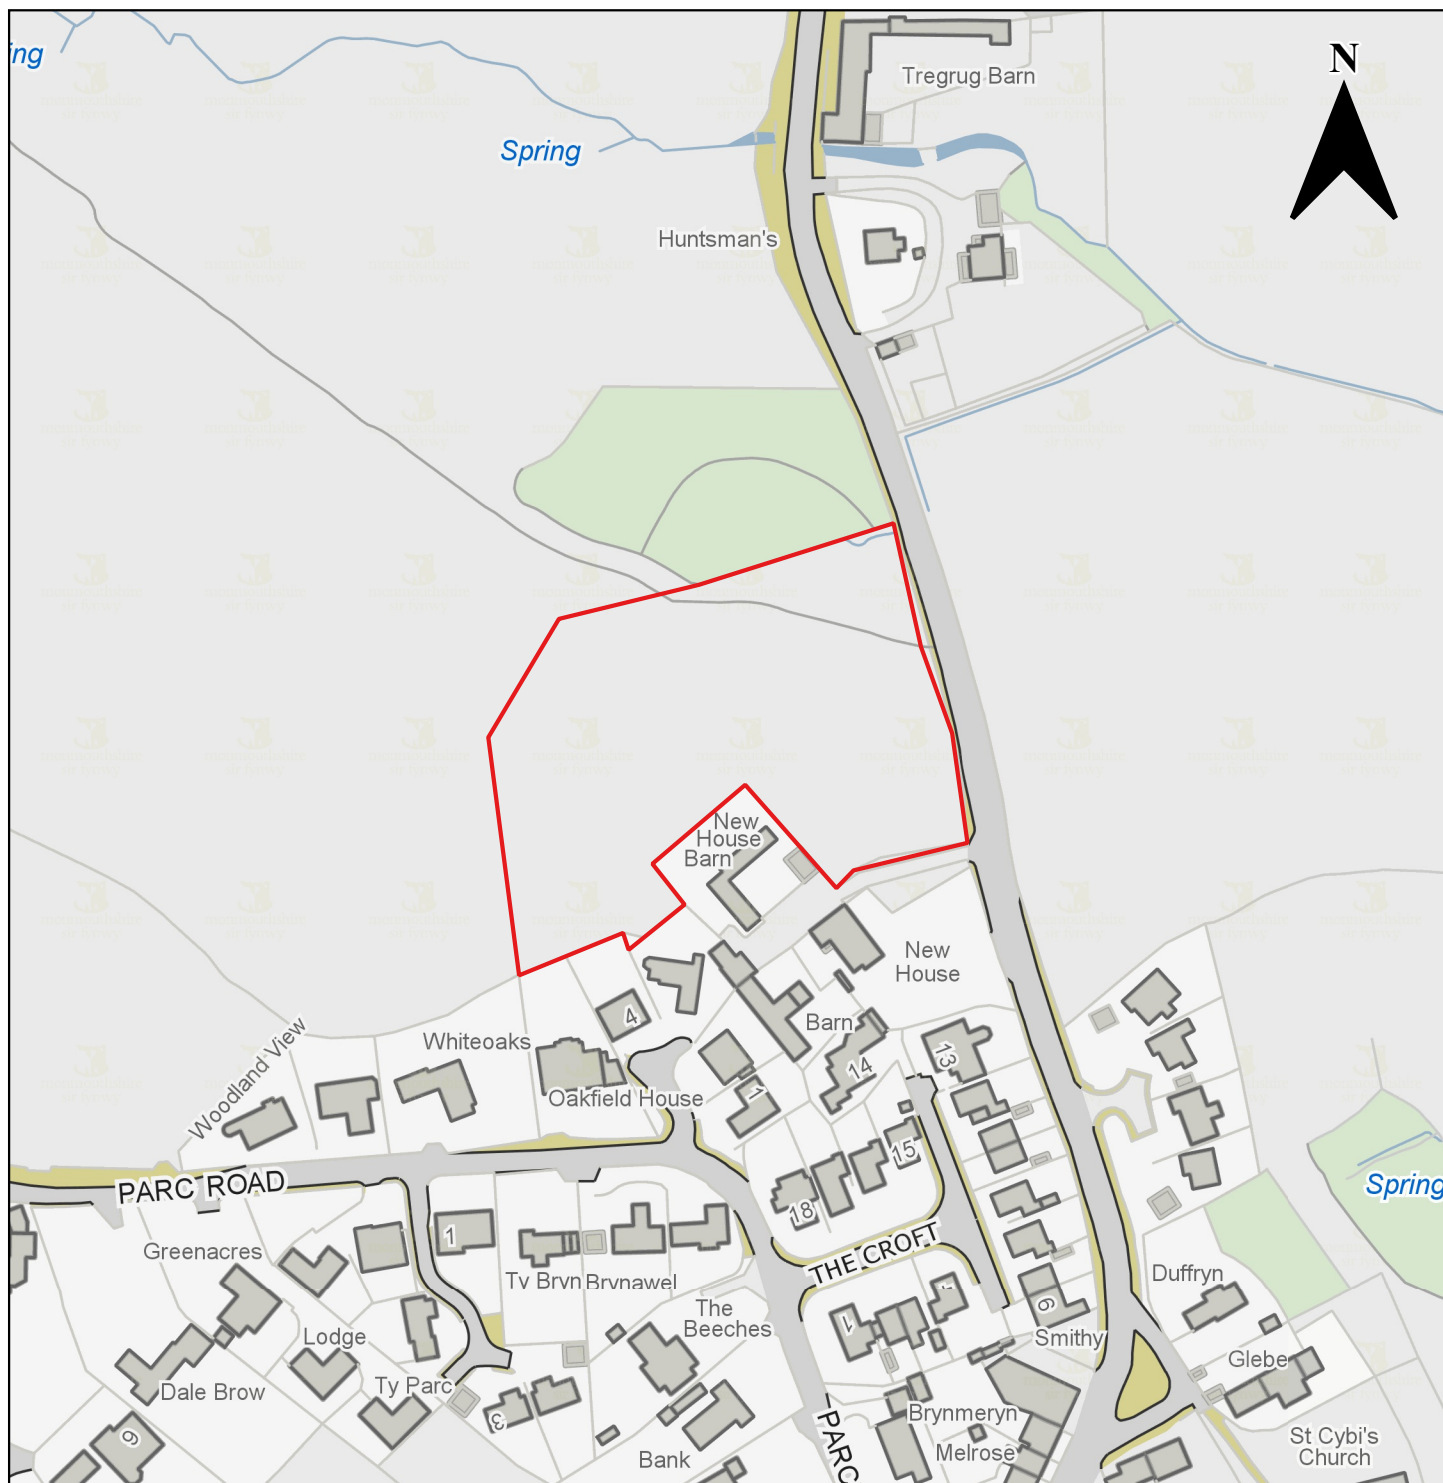 ing
N
Tregrug Barn
Spring
Huntsman's
New
House
Barn
New
House
4
Barn
Whiteoaks
14
13
Woodland View
Oakfield House
1
15
PARC ROAD
Spring
18
1
Greenacres
THE CROFT
Ty Bryn
Brynawel
Duffryn
The
Beeches
1
6
Lodge
Smithy
Glebe
Ty Parc
Dale Brow
3
Brynmeryn
PARC
6
Bank
Melrose
St Cybi's
Church